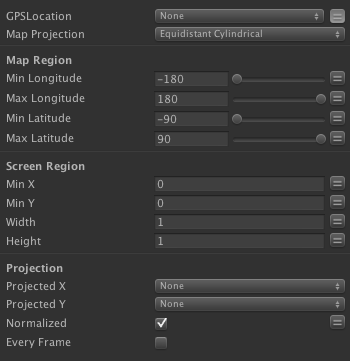 GPSLocation None
Map Projection Equidistant Cylindrical
Map Region
Min Longitude -180
Max Longitude 180
Min Latitude -90
Max Latitude 90
Screen Region
Min X 0
Min Y 0
Width 1
Height 1
Projection
Projected X None
Projected Y None
Normalized
Every Frame